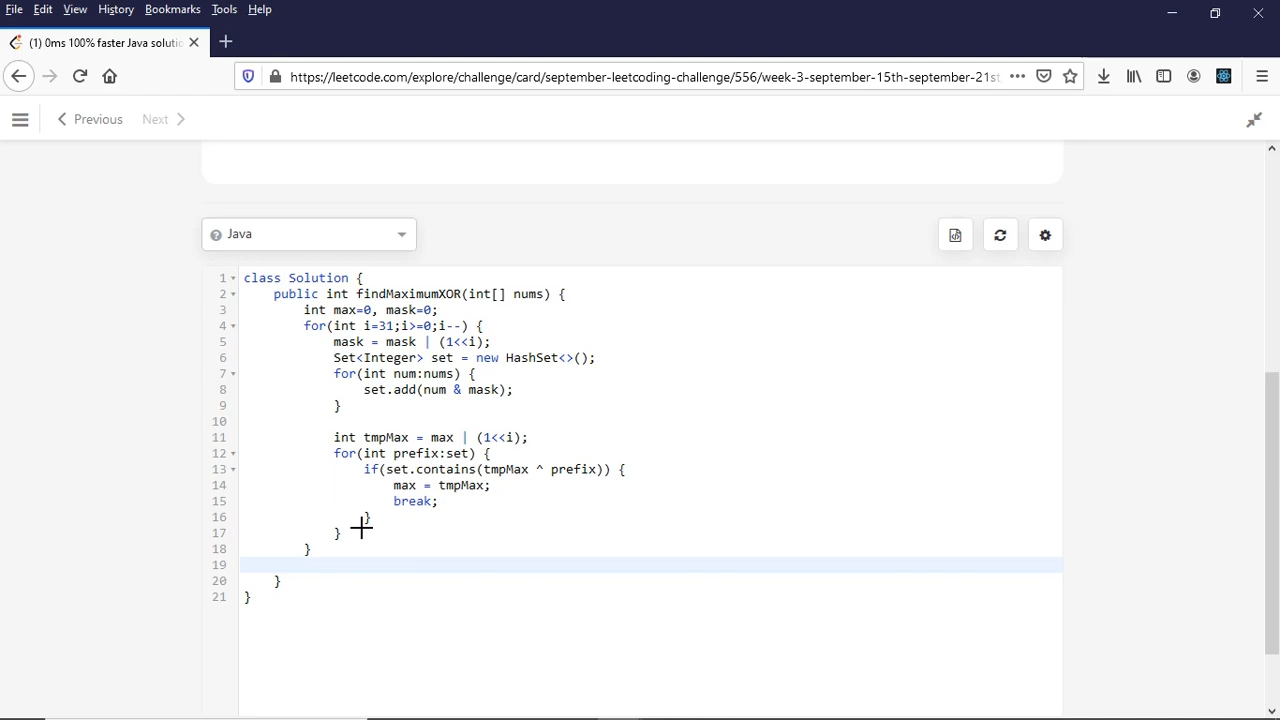 File Edit View History Bookmarks Tools Help
(1) 0ms 100% faster Java solutio
https://leetcode.com/explore/challenge/card/september-leetcoding-challenge/556/week-3-september-15th-september-21st
Previous Next
Java
1 class Solution {
2 public int findMaximumXOR(int[] nums) {
3 int max=0, mask=0;
4 for(int i=31;i>=0;i--) {
5 mask = mask | (1<<i);
6 Set<Integer> set = new HashSet<>();
7 for(int num:nums) {
8 set.add(num & mask);
9 }
10
11 int tmpMax = max | (1<<i);
12 for(int prefix:set) {
13 if(set.contains(tmpMax ^ prefix)) {
14 max = tmpMax;
15 break;
16 }
17 }
18 }
19
20 }
21 }